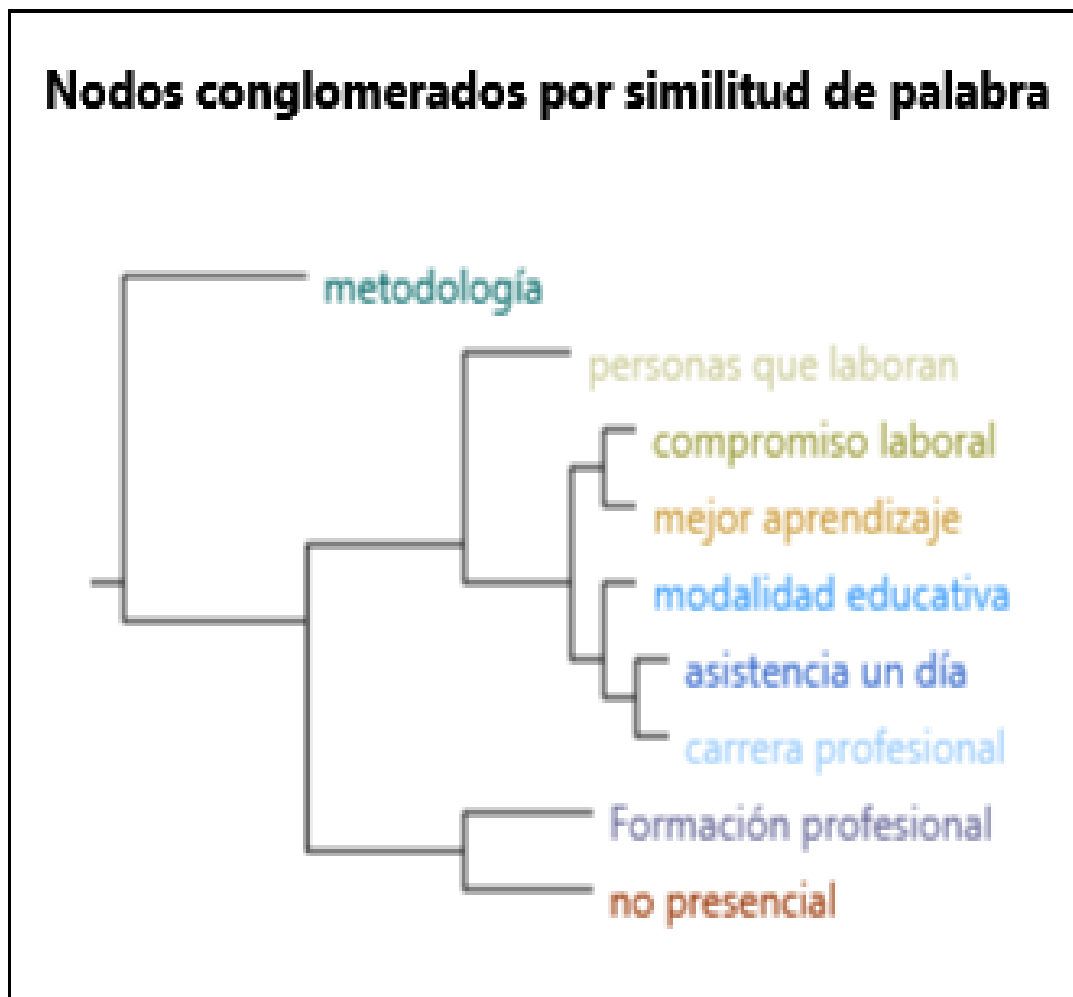 Nodos conglomerados por similitud de palabra
metodología
personas que laboran
compromiso laboral
mejor aprendizaje
modalidad educativa
asistencia un día
carrera profesional
Formación profesional
no presencial